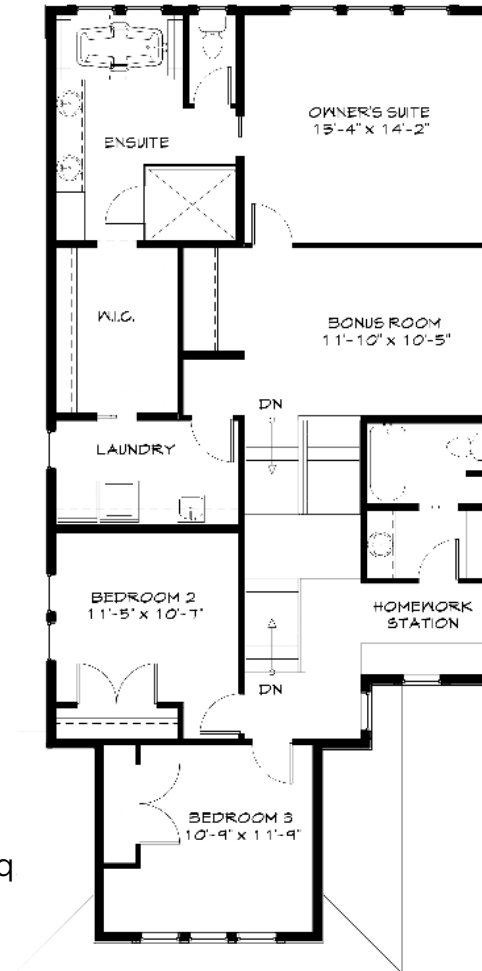 OWNER'S SUITE
13'-4" x 14'-2"
ENSUITE
W.I.C.
BONUS ROOM
11'-10" x 10'-5"
DN
LAUNDRY
BEDROOM 2
11'-5" x 10'-7"
HOMEWORK
STATION
DN
BEDROOM 3
10'-9" x 11'-9"
q